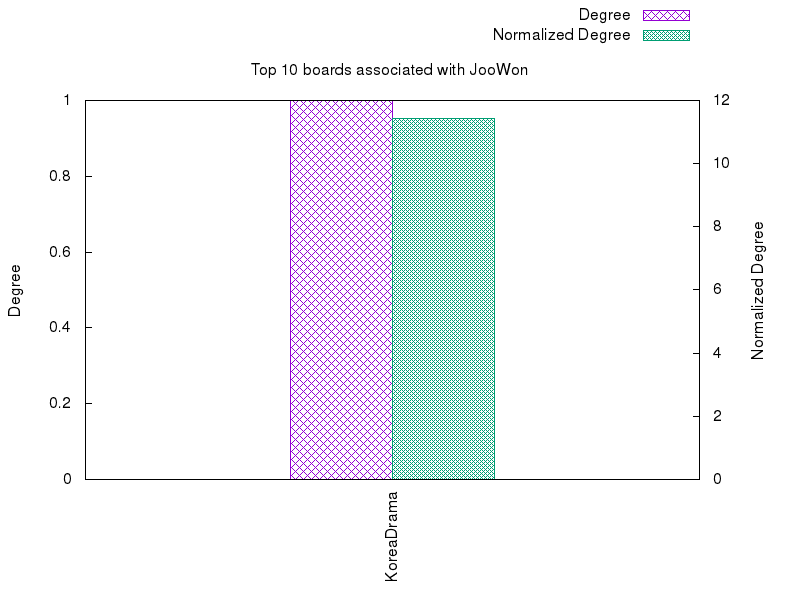 Degree
Normalized Degree
Top 10 boards associated with JooWon
1
0.8
0.6
0.4
0.2
0
12
10
8
6
4
2
0
Degree
Normalized Degree
KoreaDrama